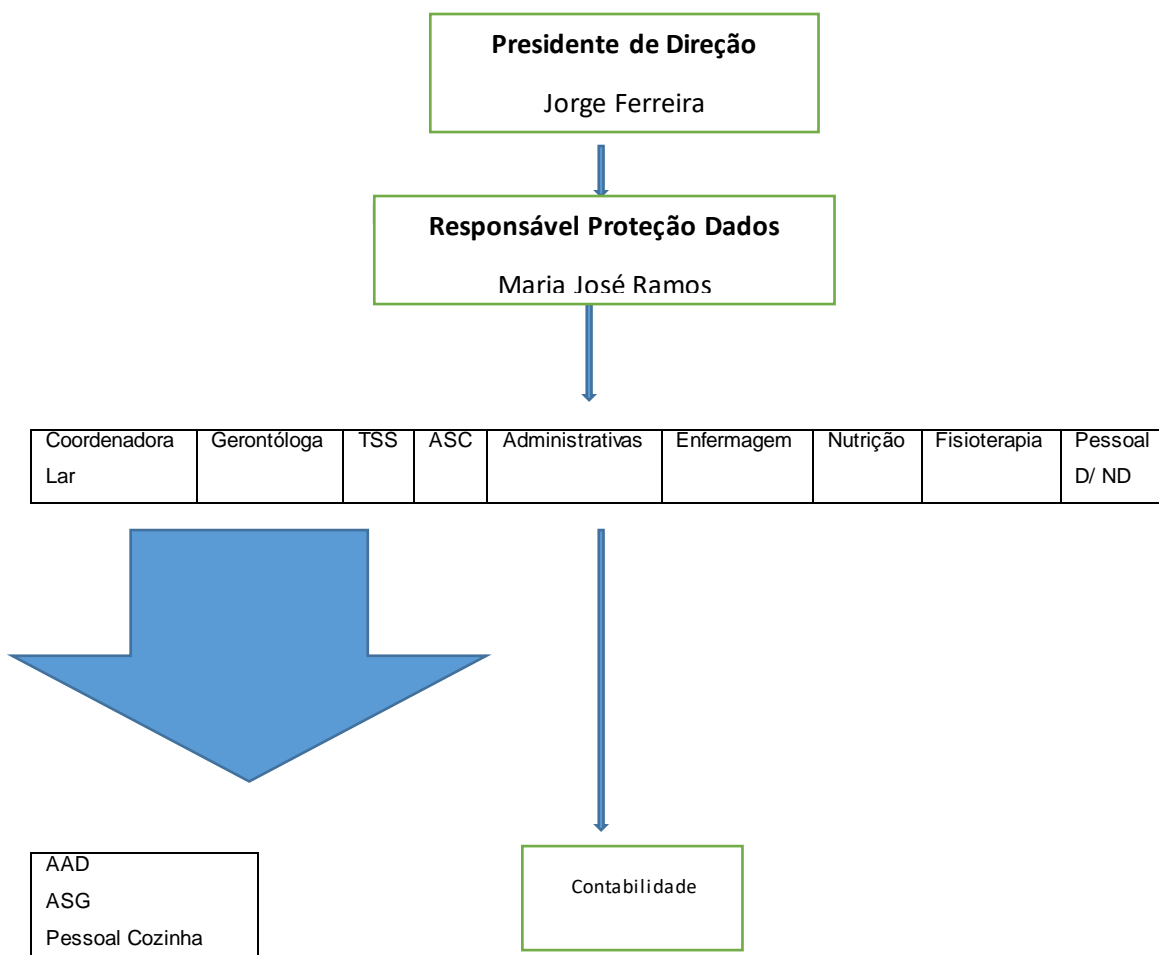 Presidente de Direção
Jorge Ferreira
Responsável Proteção Dados
Maria José Ramos
Coordenadora Lar
Gerontóloga
TSS
ASC
Administrativas
Enfermagem
Nutrição
Fisioterapia
Pessoal D/ ND
AAD
ASG
Pessoal Cozinha
Contabilidade